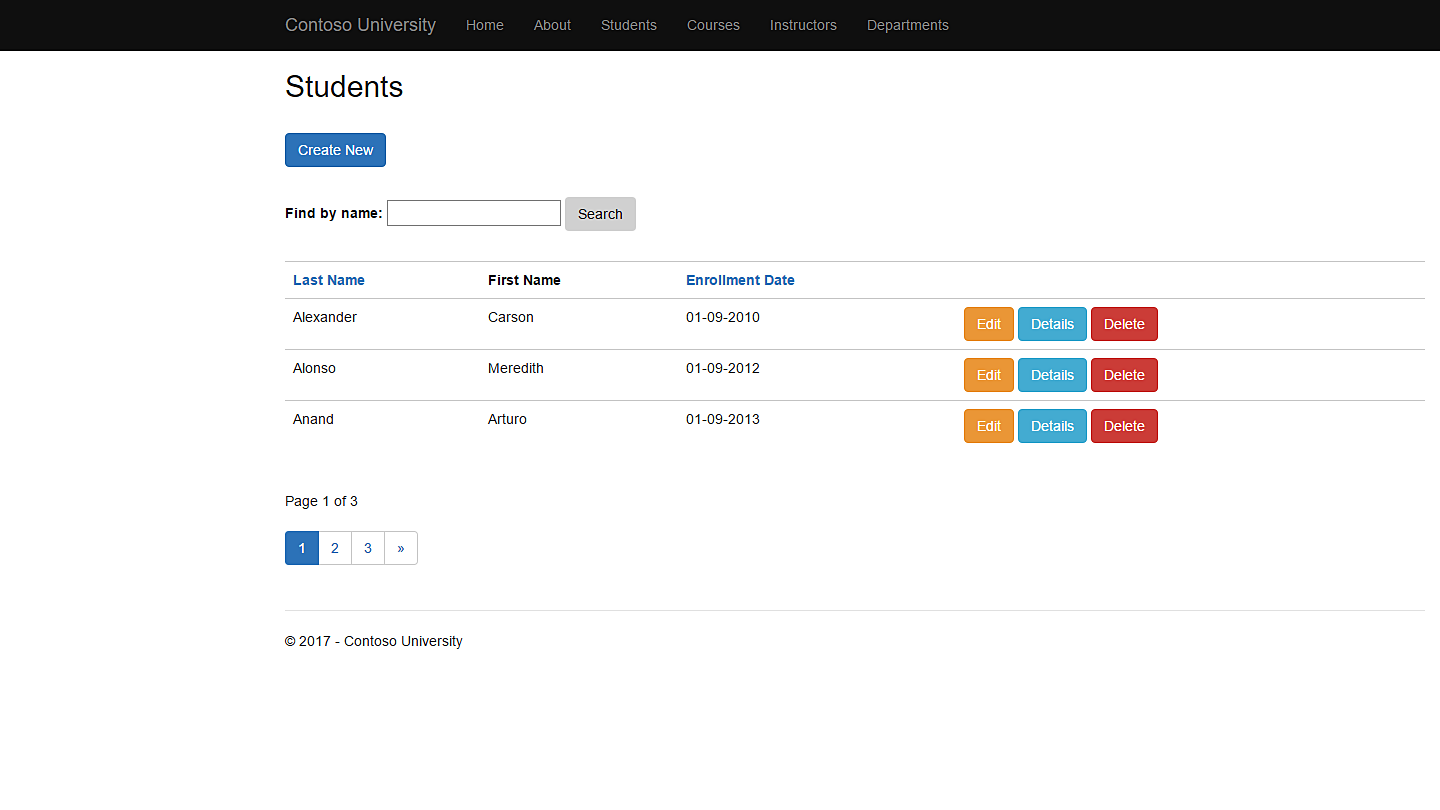 Contoso University Home About Students Courses Instructors Departments
Students
Create New
Find by name: Search
Last Name First Name Enrollment Date
Alexander Carson 01-09-2010 Edit Details Delete
Alonso Meredith 01-09-2012 Edit Details Delete
Anand Arturo 01-09-2013 Edit Details Delete
Page 1 of 3
1 2 3 »
© 2017 - Contoso University